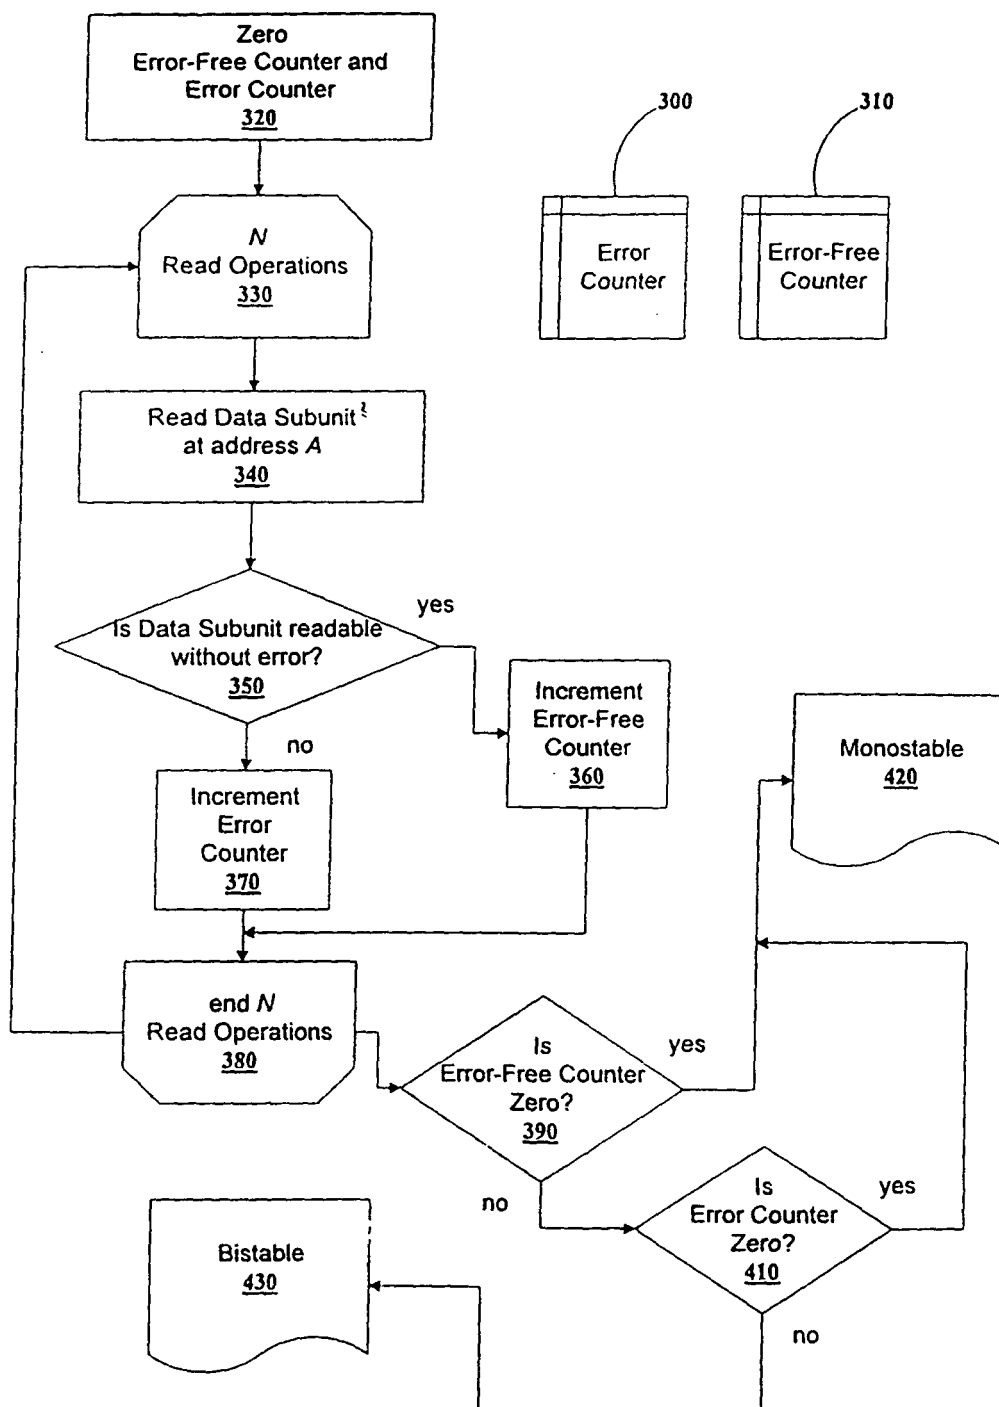 Zero
Error-Free Counter and
Error Counter
320
300
310
N
Read Operations
330
Error
Counter
Error-Free
Counter
Read Data Subunit
at address A
340
yes
Is Data Subunit readable
without error?
350
no
Increment
Error-Free
Counter
360
Monostable
420
Increment
Error
Counter
370
end N
Read Operations
380
Is
Error-Free Counter
Zero?
390
yes
no
Is
Error Counter
Zero?
410
yes
no
Bistable
430